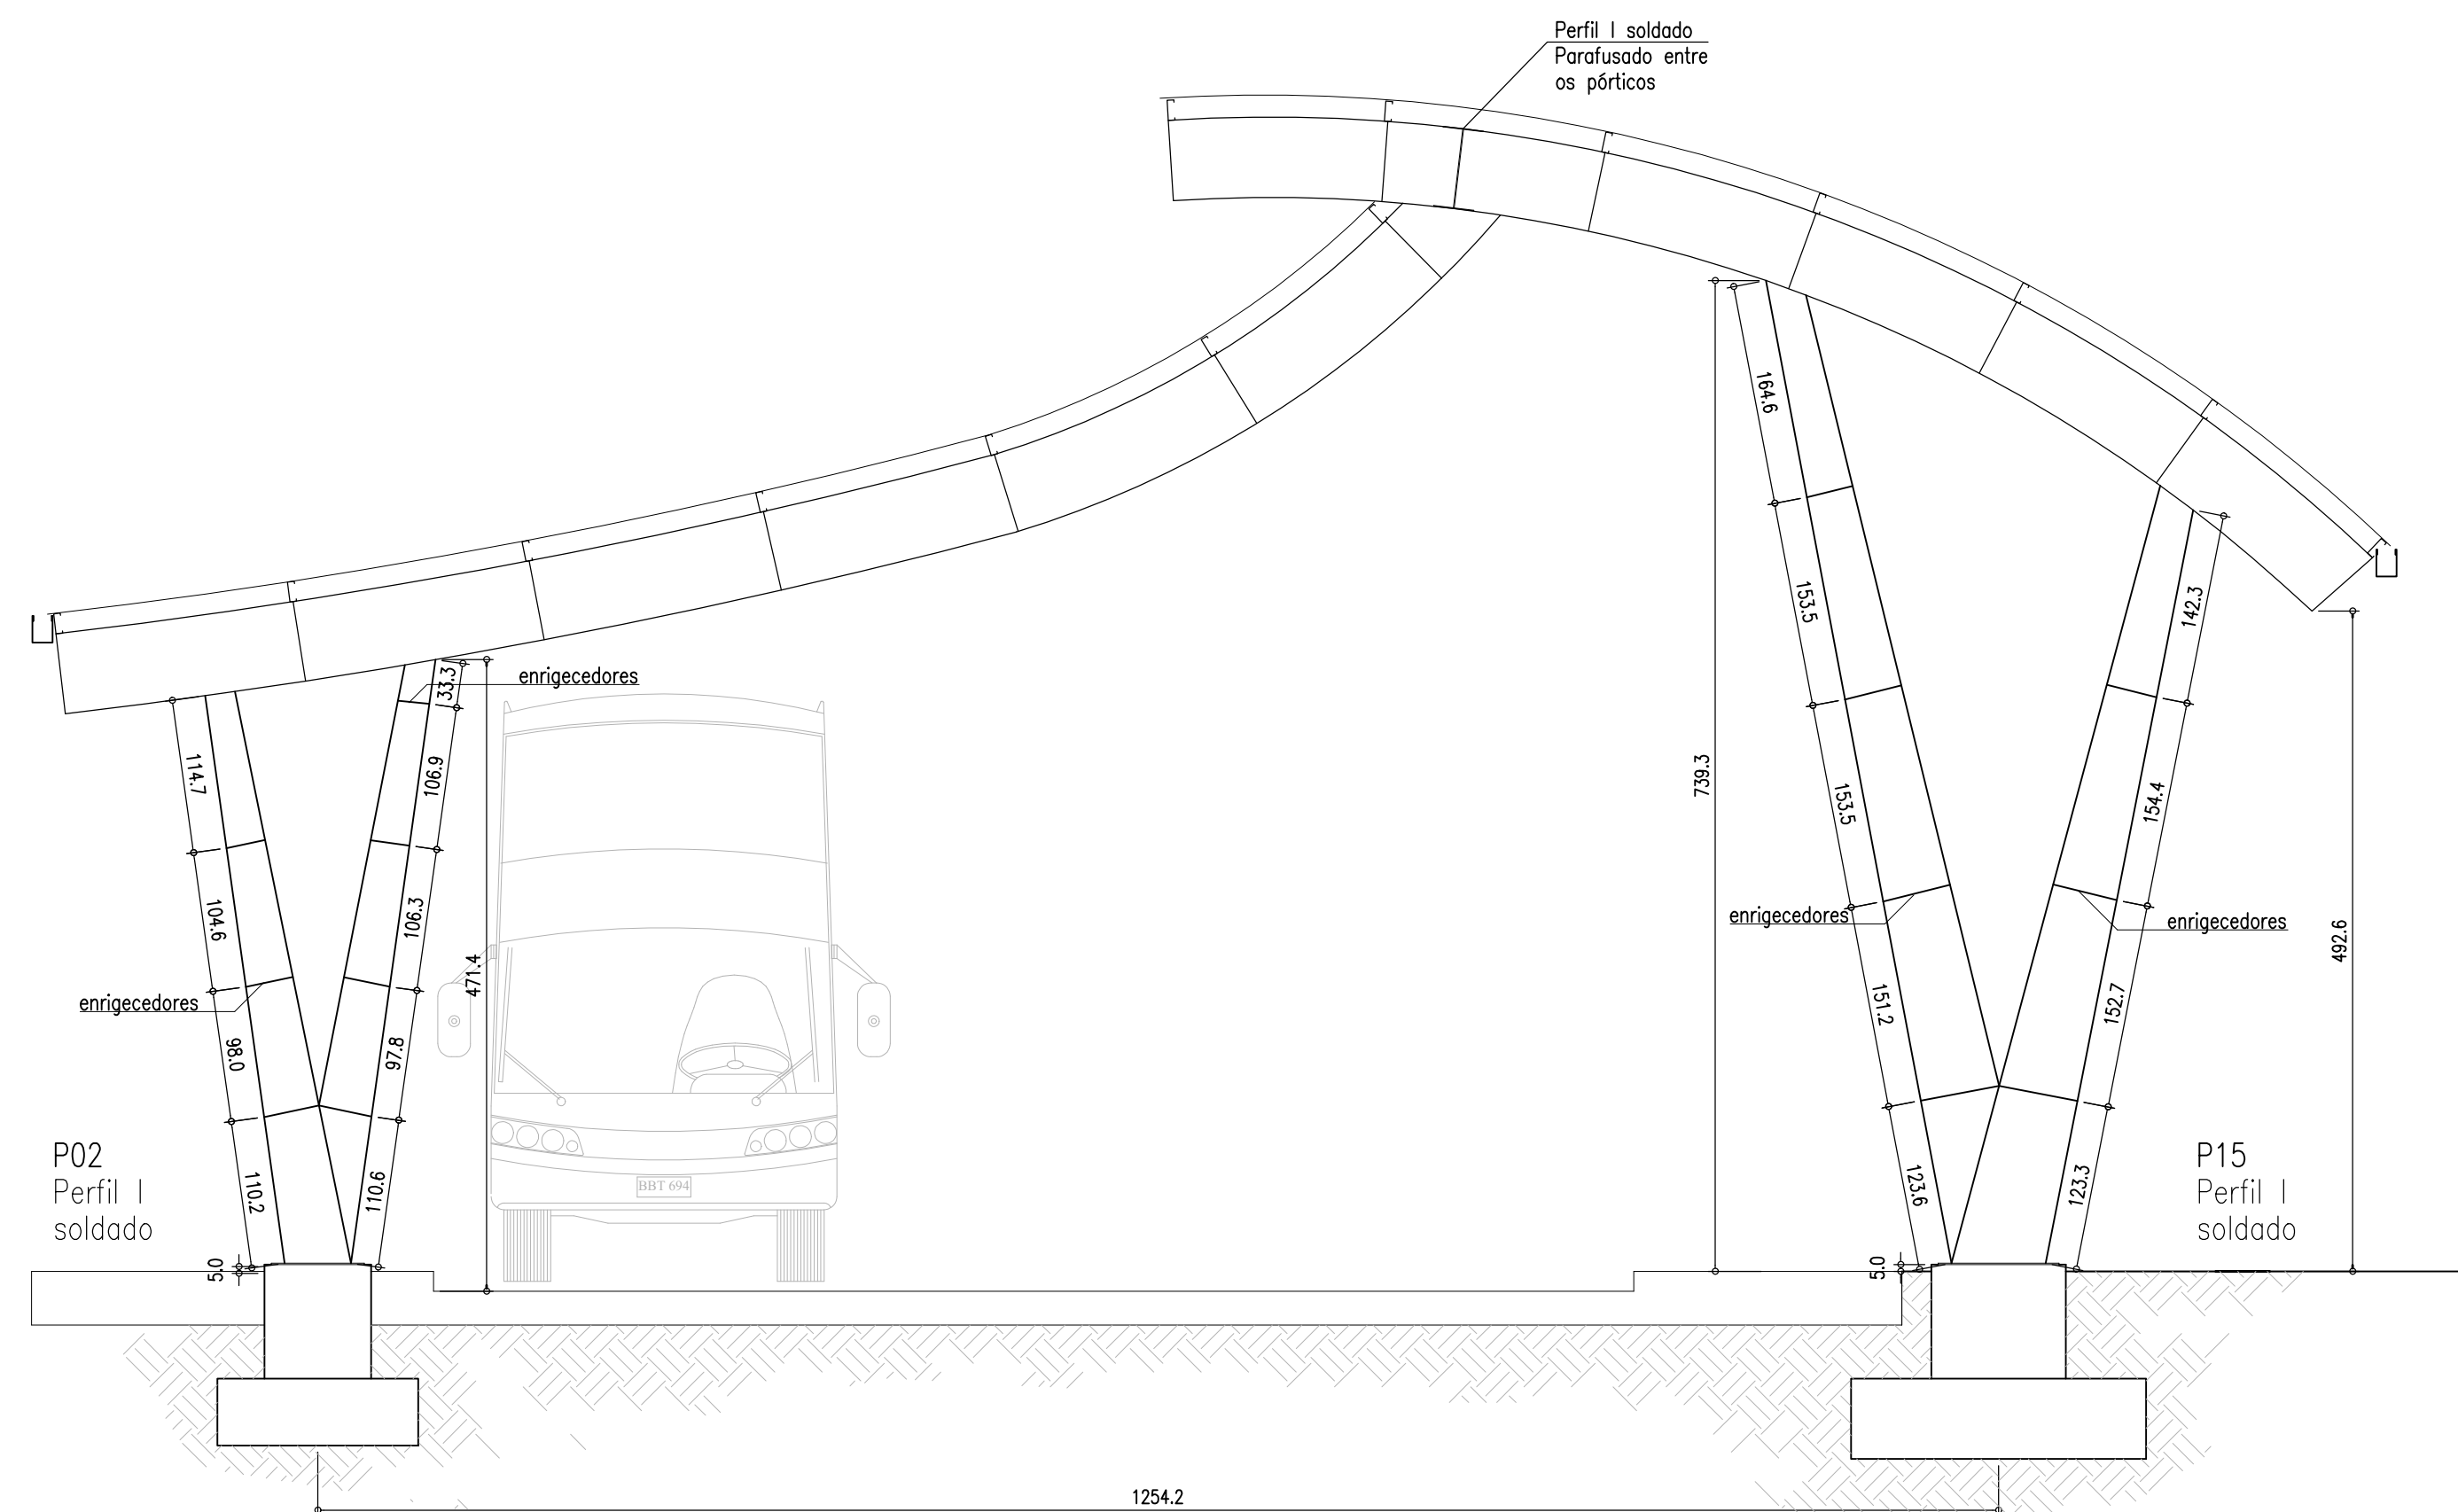 Perfil I soldado
Parafusado entre
os pórticos
164.6
153.5
153.5
151.2
123.6
739.3
5.0
142.3
154.4
152.7
123.3
492.6
enrigecedores
enrigecedores
P15
Perfil I
soldado
enrigecedores
33.3
106.9
106.3
97.8
110.6
471.4
114.7
104.6
98.0
110.2
5.0
enrigecedores
P02
Perfil I
soldado
BBT 694
1254.2